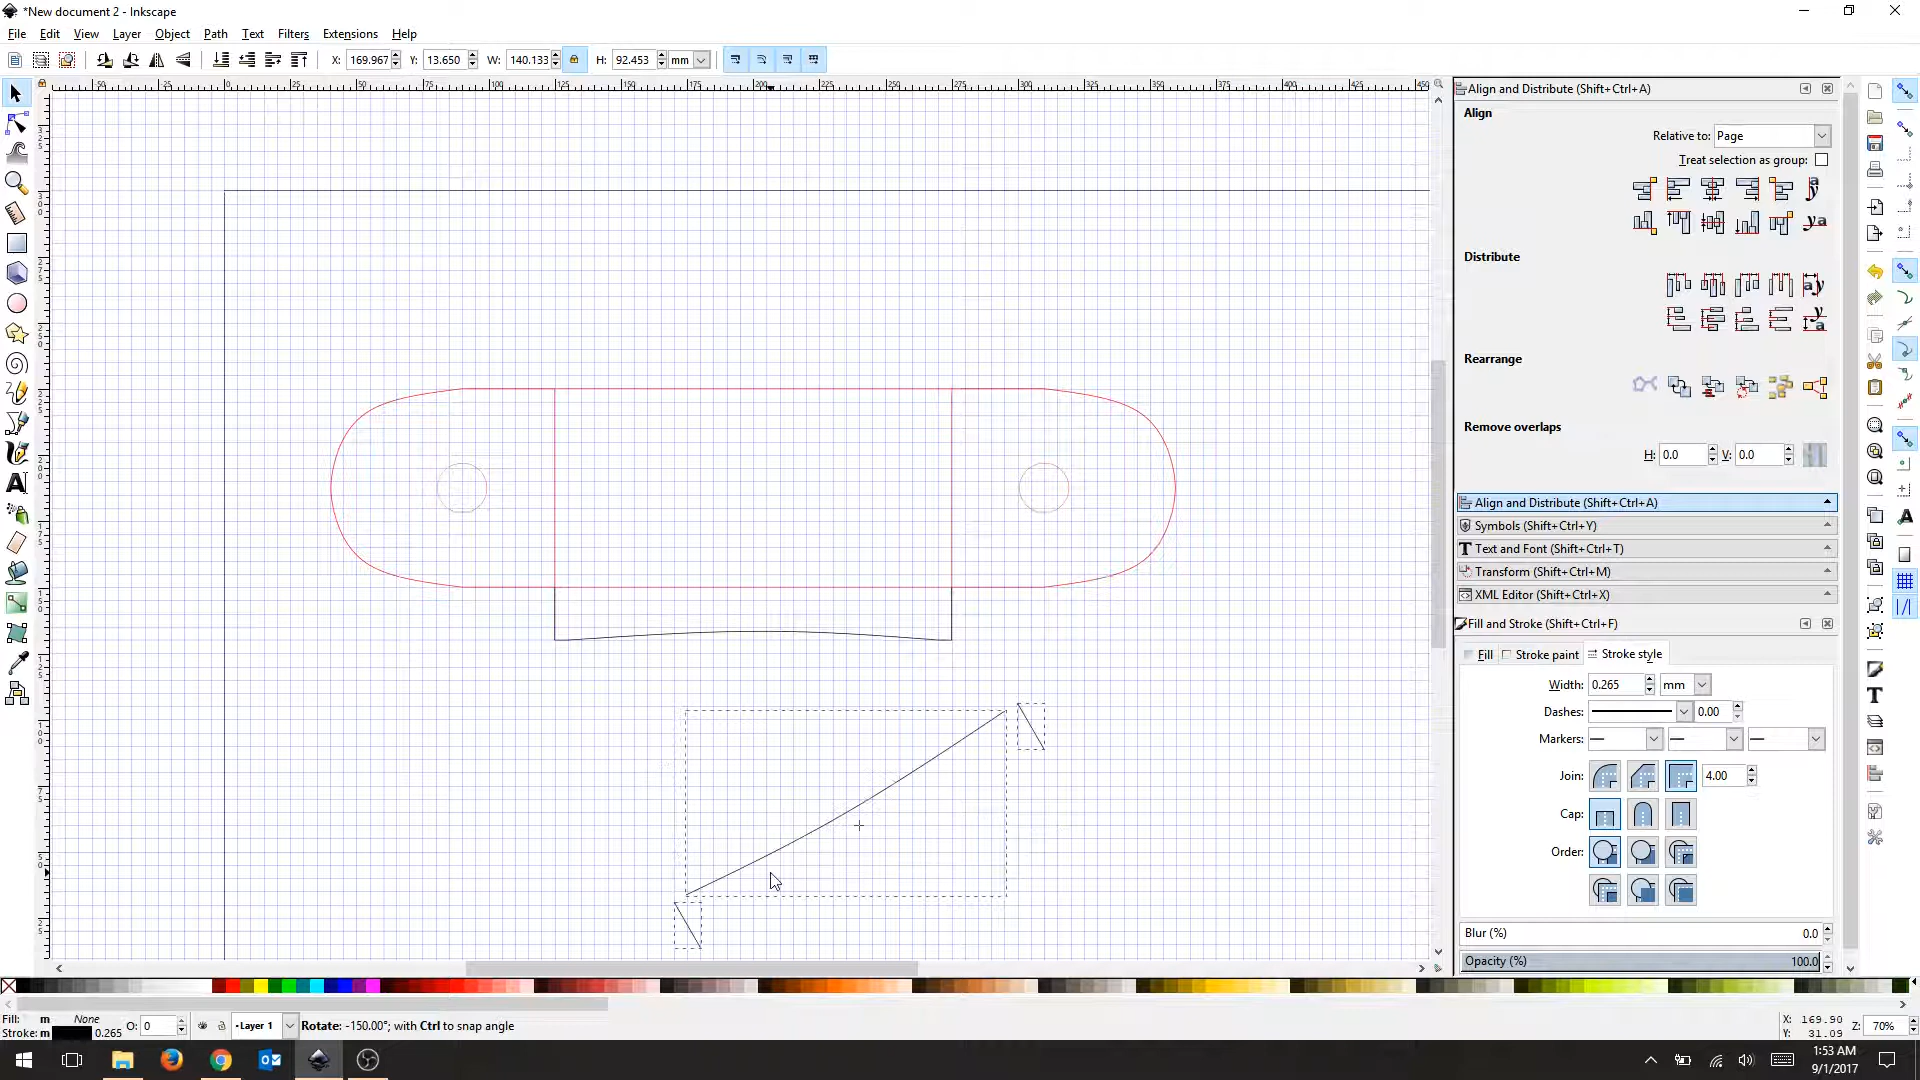 *New document 2 - Inkscape
File Edit View Layer Object Path Text Filters Extensions Help
X: 169.967 Y: 13.650 W: 140.133 H: 92.453 mm
Align and Distribute (Shift+Ctrl+A)
Align
Relative to: Page
Treat selection as group:
Distribute
Rearrange
Remove overlaps
H: 0.0 V: 0.0
Align and Distribute (Shift+Ctrl+A)
Symbols (Shift+Ctrl+Y)
Text and Font (Shift+Ctrl+T)
Transform (Shift+Ctrl+M)
XML Editor (Shift+Ctrl+X)
Fill and Stroke (Shift+Ctrl+F)
Fill Stroke paint Stroke style
Width: 0.265 mm
Dashes: 0.00
Markers:
Join: 4.00
Cap:
Order:
Blur (%) 0.0
Opacity (%) 100.0
Fill: m None
Stroke: m 0.265 O: 0 Layer 1 Rotate: -150.00°; with Ctrl to snap angle
X: 169.90
Y: 31.09 Z: 70%
1:53 AM
9/1/2017